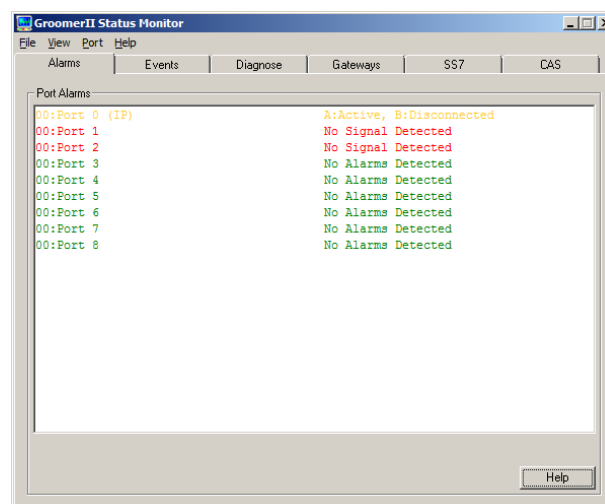 GroomerII Status Monitor
File View Port Help
Alarms Events Diagnose Gateways SS7 CAS
Port Alarms
00:Port 0 (IP) A:Active, B:Disconnected
00:Port 1 No Signal Detected
00:Port 2 No Signal Detected
00:Port 3 No Alarms Detected
00:Port 4 No Alarms Detected
00:Port 5 No Alarms Detected
00:Port 6 No Alarms Detected
00:Port 7 No Alarms Detected
00:Port 8 No Alarms Detected
Help